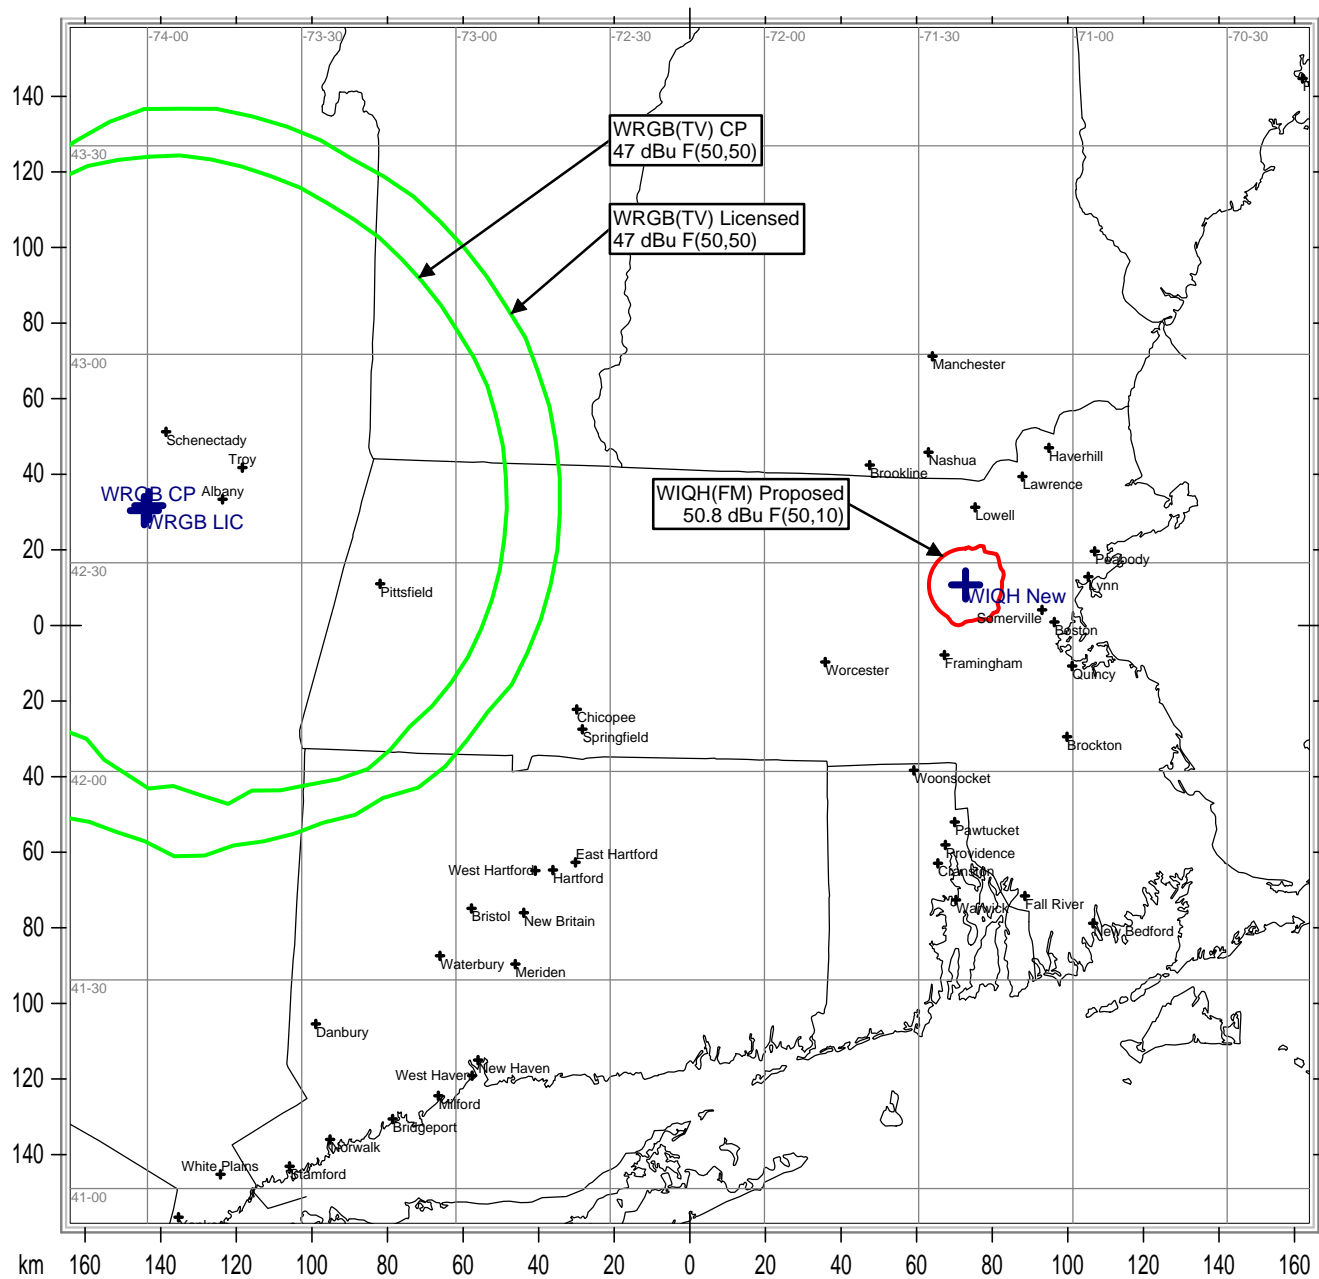 -74-00
-73-30
-73-00
-72-30
-72-00
-71-30
-71-00
-70-30
140
120
100
80
60
40
20
0
20
40
60
80
100
120
140
43-30
43-00
42-30
42-00
41-30
41-00
WRGB(TV) CP
47 dBu F(50,50)
WRGB(TV) Licensed
47 dBu F(50,50)
Manchester
Schenectady
Troy
Albany
WRGB CP
WRGB LIC
Nashua
Brookline
Haverhill
Lawrence
WIQH(FM) Proposed
50.8 dBu F(50,10)
Lowell
Peabody
Lynn
Pittsfield
WIQH New
Somerville
Boston
Worcester
Framingham
Quincy
Chicopee
Springfield
Brockton
Woonsocket
Pawtucket
Providence
Cranston
East Hartford
West Hartford
Hartford
Warwick
Fall River
Bristol
New Britain
New Bedford
Waterbury
Meriden
Danbury
New Haven
West Haven
Milford
Bridgeport
Norwalk
White Plains
Stamford
km
160
140
120
100
80
60
40
20
0
20
40
60
80
100
120
140
160